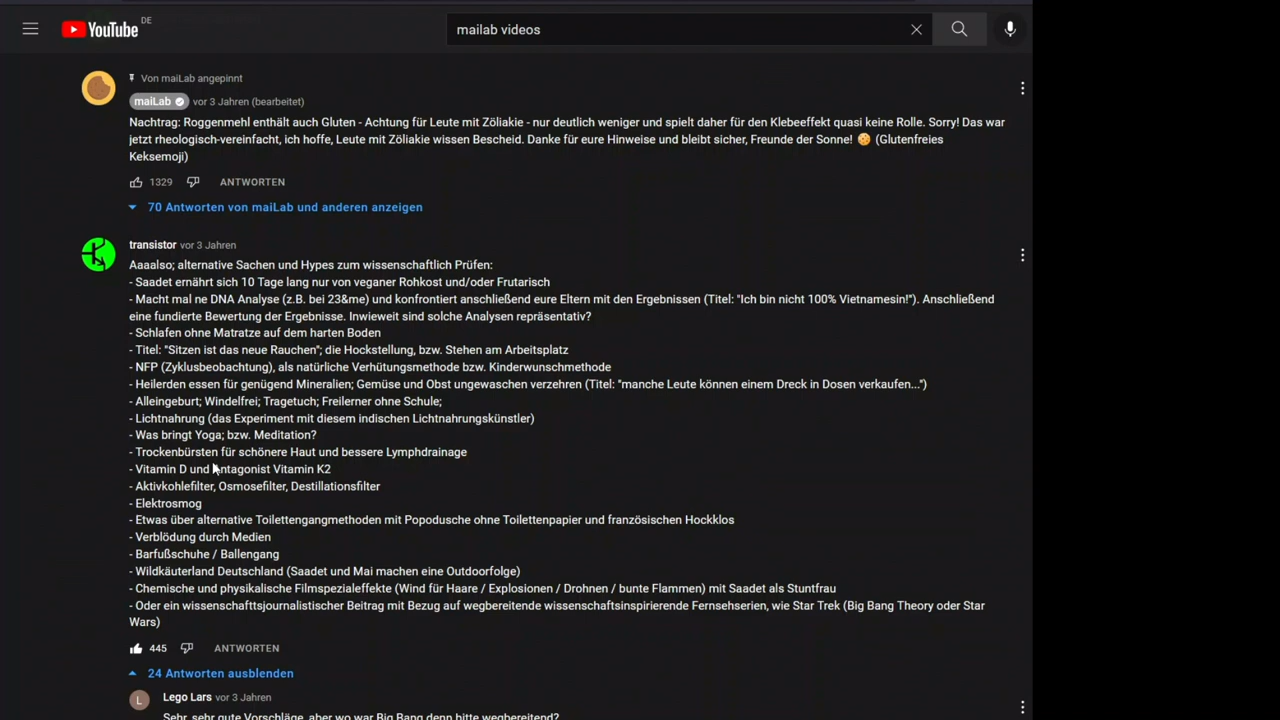 YouTube DE
mailab videos
Von maiLab angepinnt
maiLab vor 3 Jahren (bearbeitet)
Nachtrag: Roggenmehl enthält auch Gluten - Achtung für Leute mit Zöliakie - nur deutlich weniger und spielt daher für den Klebeeffekt quasi keine Rolle. Sorry! Das war
jetzt rheologisch-vereinfacht, ich hoffe, Leute mit Zöliakie wissen Bescheid. Danke für eure Hinweise und bleibt sicher, Freunde der Sonne! 🍪 (Glutenfreies
Keksemoji)
1329 ANTWORTEN
70 Antworten von maiLab und anderen anzeigen
transistor vor 3 Jahren
Aaaalso; alternative Sachen und Hypes zum wissenschaftlich Prüfen:
- Saadet ernährt sich 10 Tage lang nur von veganer Rohkost und/oder Frutarisch
- Macht mal ne DNA Analyse (z.B. bei 23&me) und konfrontiert anschließend eure Eltern mit den Ergebnissen (Titel: "Ich bin nicht 100% Vietnamesin!"). Anschließend
eine fundierte Bewertung der Ergebnisse. Inwieweit sind solche Analysen repräsentativ?
- Schlafen ohne Matratze auf dem harten Boden
- Titel: "Sitzen ist das neue Rauchen"; die Hockstellung, bzw. Stehen am Arbeitsplatz
- NFP (Zyklusbeobachtung), als natürliche Verhütungsmethode bzw. Kinderwunschmethode
- Heilerden essen für genügend Mineralien; Gemüse und Obst ungewaschen verzehren (Titel: "manche Leute können einem Dreck in Dosen verkaufen...")
- Alleingeburt; Windelfrei; Tragetuch; Freilerner ohne Schule;
- Lichtnahrung (das Experiment mit diesem indischen Lichtnahrungskünstler)
- Was bringt Yoga; bzw. Meditation?
- Trockenbürsten für schönere Haut und bessere Lymphdrainage
- Vitamin D und Antagonist Vitamin K2
- Aktivkohlefilter, Osmosefilter, Destillationsfilter
- Elektrosmog
- Etwas über alternative Toilettengangmethoden mit Popodusche ohne Toilettenpapier und französischen Hockklos
- Verblödung durch Medien
- Barfußschuhe / Ballengang
- Wildkäuterland Deutschland (Saadet und Mai machen eine Outdoorfolge)
- Chemische und physikalische Filmspezialeffekte (Wind für Haare / Explosionen / Drohnen / bunte Flammen) mit Saadet als Stuntfrau
- Oder ein wissenschafttsjournalistischer Beitrag mit Bezug auf wegbereitende wissenschaftsinspirierende Fernsehserien, wie Star Trek (Big Bang Theory oder Star
Wars)
445 ANTWORTEN
24 Antworten ausblenden
L Lego Lars vor 3 Jahren
Sehr, sehr gute Vorschläge, aber wo war Big Bang denn bitte wegbereitend?